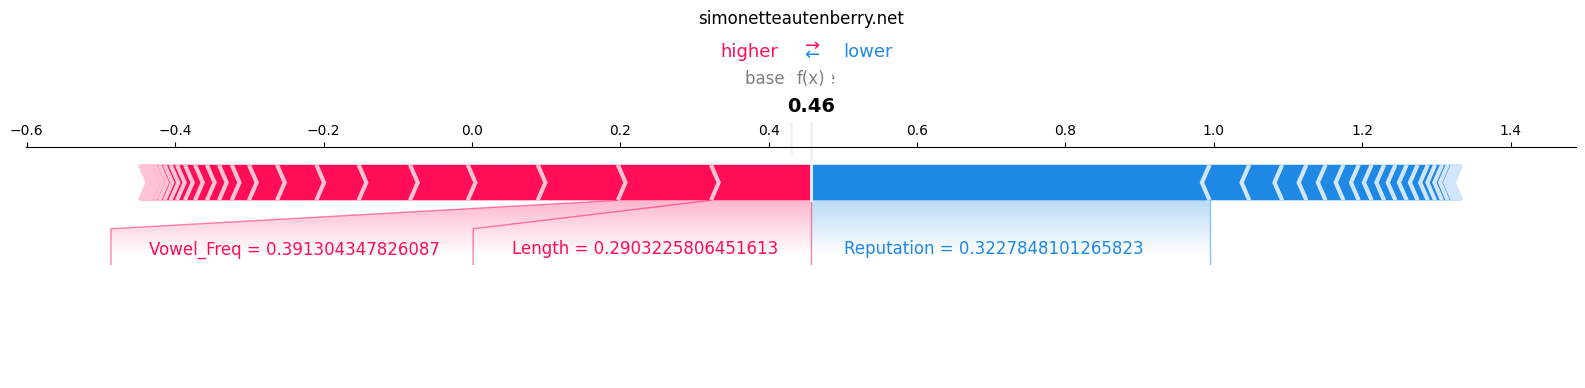 simonetteautenberry.net
higher ⇄ lower
base f(x) e
0.46
−0.6 −0.4 −0.2 0.0 0.2 0.4 0.6 0.8 1.0 1.2 1.4
Vowel_Freq = 0.391304347826087 Length = 0.2903225806451613 Reputation = 0.3227848101265823